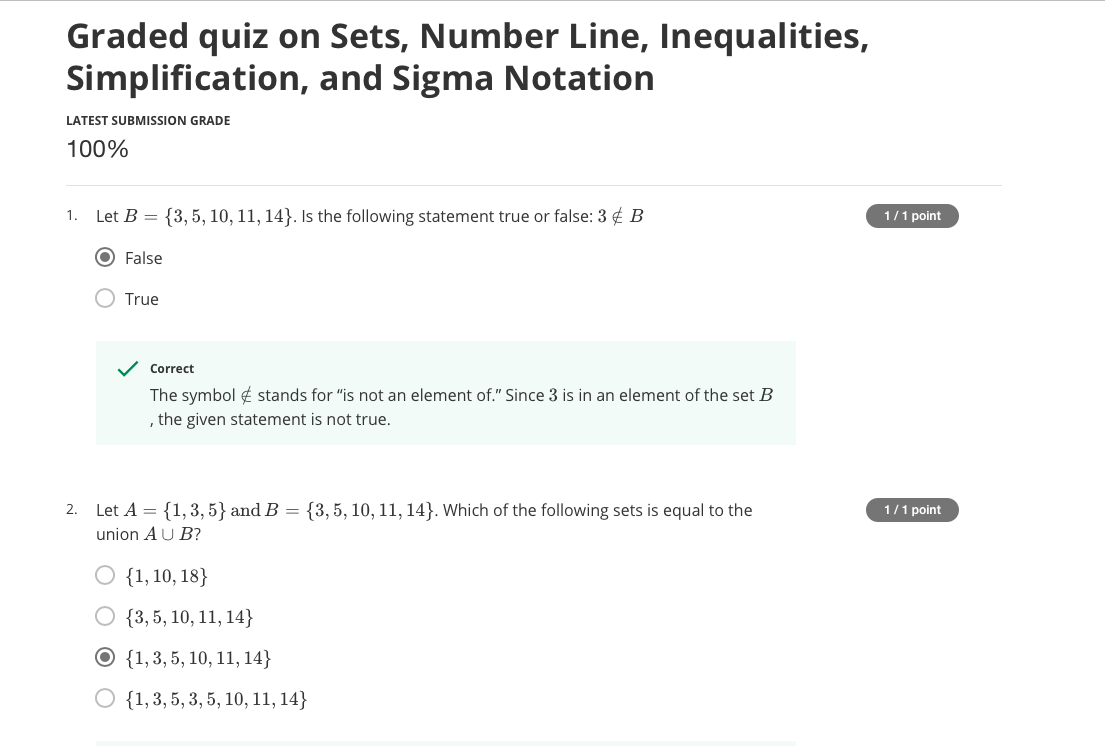 Graded quiz on Sets, Number Line, Inequalities,
Simplification, and Sigma Notation
LATEST SUBMISSION GRADE
100%
1. Let B = {3, 5, 10, 11, 14}. Is the following statement true or false: 3 ∉ B
1 / 1 point
False
True
Correct
The symbol ∉ stands for “is not an element of.” Since 3 is in an element of the set B
, the given statement is not true.
2. Let A = {1, 3, 5} and B = {3, 5, 10, 11, 14}. Which of the following sets is equal to the
1 / 1 point
union A ∪ B?
{1, 10, 18}
{3, 5, 10, 11, 14}
{1, 3, 5, 10, 11, 14}
{1, 3, 5, 3, 5, 10, 11, 14}